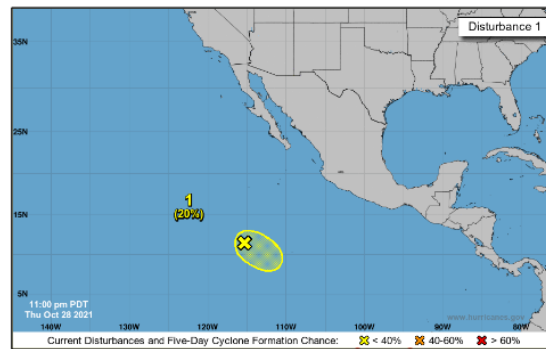 Disturbance 1
35N
25N
1
(20%)
15N
5N
11:00 pm PDT
Thu Oct 28 2021
www.hurricanes.gov
140W
130W
120W
110W
100W
90W
80W
Current Disturbances and Five-Day Cyclone Formation Chance: < 40% 40-60% > 60%